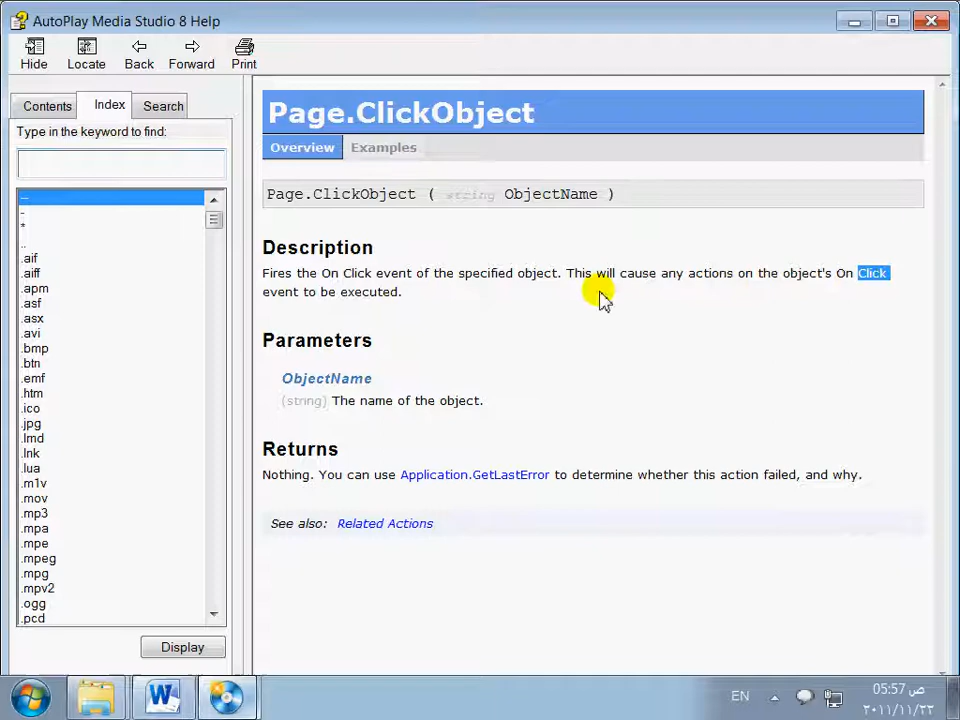 AutoPlay Media Studio 8 Help
Hide Locate Back Forward Print
Contents Index Search
Type in the keyword to find:
--
-
*
..
.aif
.aiff
.apm
.asf
.asx
.avi
.bmp
.btn
.emf
.htm
.ico
.jpg
.lmd
.lnk
.lua
.m1v
.mov
.mp3
.mpa
.mpe
.mpeg
.mpg
.mpv2
.ogg
.pcd
Display
Page.ClickObject
Overview Examples
Page.ClickObject ( string ObjectName )
Description
Fires the On Click event of the specified object. This will cause any actions on the object's On Click
event to be executed.
Parameters
ObjectName
(string) The name of the object.
Returns
Nothing. You can use Application.GetLastError to determine whether this action failed, and why.
See also: Related Actions
EN
05:57 ص
٢٠١١/١١/٢٢